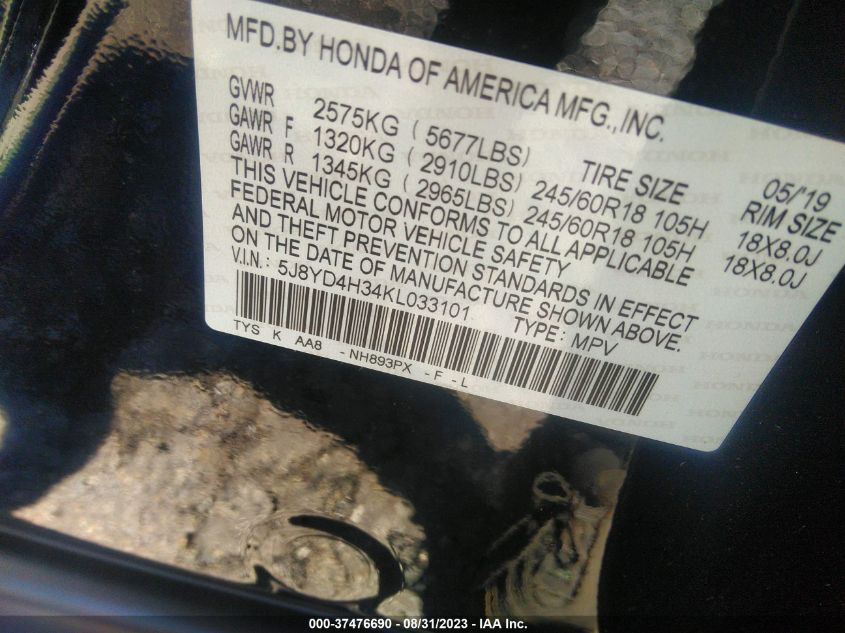 MFD.BY HONDA OF AMERICA MFG.,INC.
GVWR 2575KG ( 5677LBS) TIRE SIZE 05/'19
GAWR F 1320KG ( 2910LBS) 245/60R18 105H RIM SIZE
GAWR R 1345KG ( 2965LBS) 245/60R18 105H 18X8.0J
18X8.0J
THIS VEHICLE CONFORMS TO ALL APPLICABLE
FEDERAL MOTOR VEHICLE SAFETY
AND THEFT PREVENTION STANDARDS IN EFFECT
ON THE DATE OF MANUFACTURE SHOWN ABOVE.
V.I.N.: 5J8YD4H34KL033101 TYPE: MPV
TYS K AA8 -NH893PX -F -L
000-37476690 - 08/31/2023 - IAA Inc.